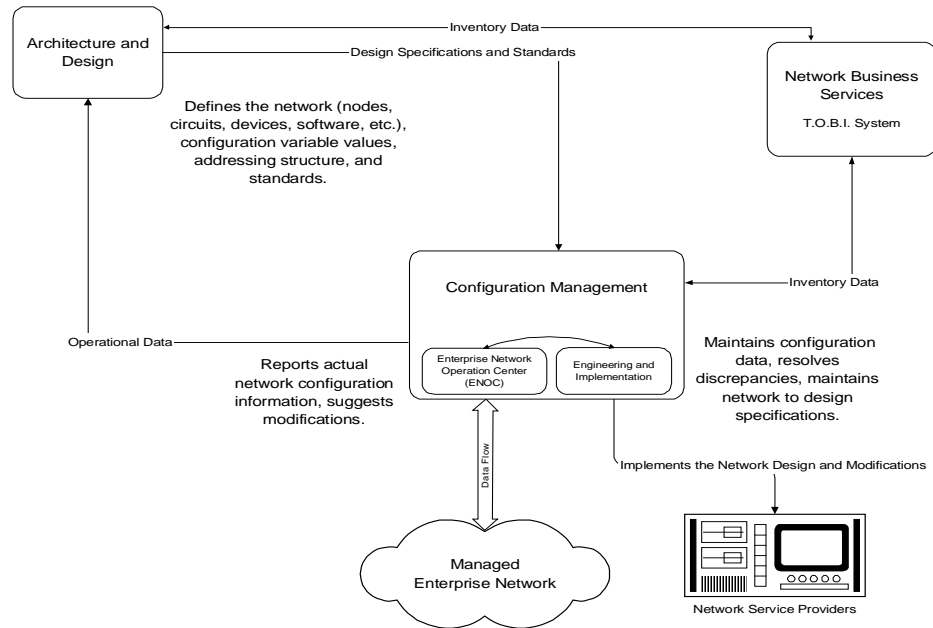 Inventory Data
Architecture and
Design
Design Specifications and Standards
Network Business
Services
T.O.B.I. System
Defines the network (nodes,
circuits, devices, software, etc.),
configuration variable values,
addressing structure, and
standards.
Configuration Management
Inventory Data
Operational Data
Enterprise Network
Operation Center
(ENOC)
Engineering and
Implementation
Reports actual
network configuration
information, suggests
modifications.
Maintains configuration
data, resolves
discrepancies, maintains
network to design
specifications.
Data Flow
Implements the Network Design and Modifications
Managed
Enterprise Network
Network Service Providers